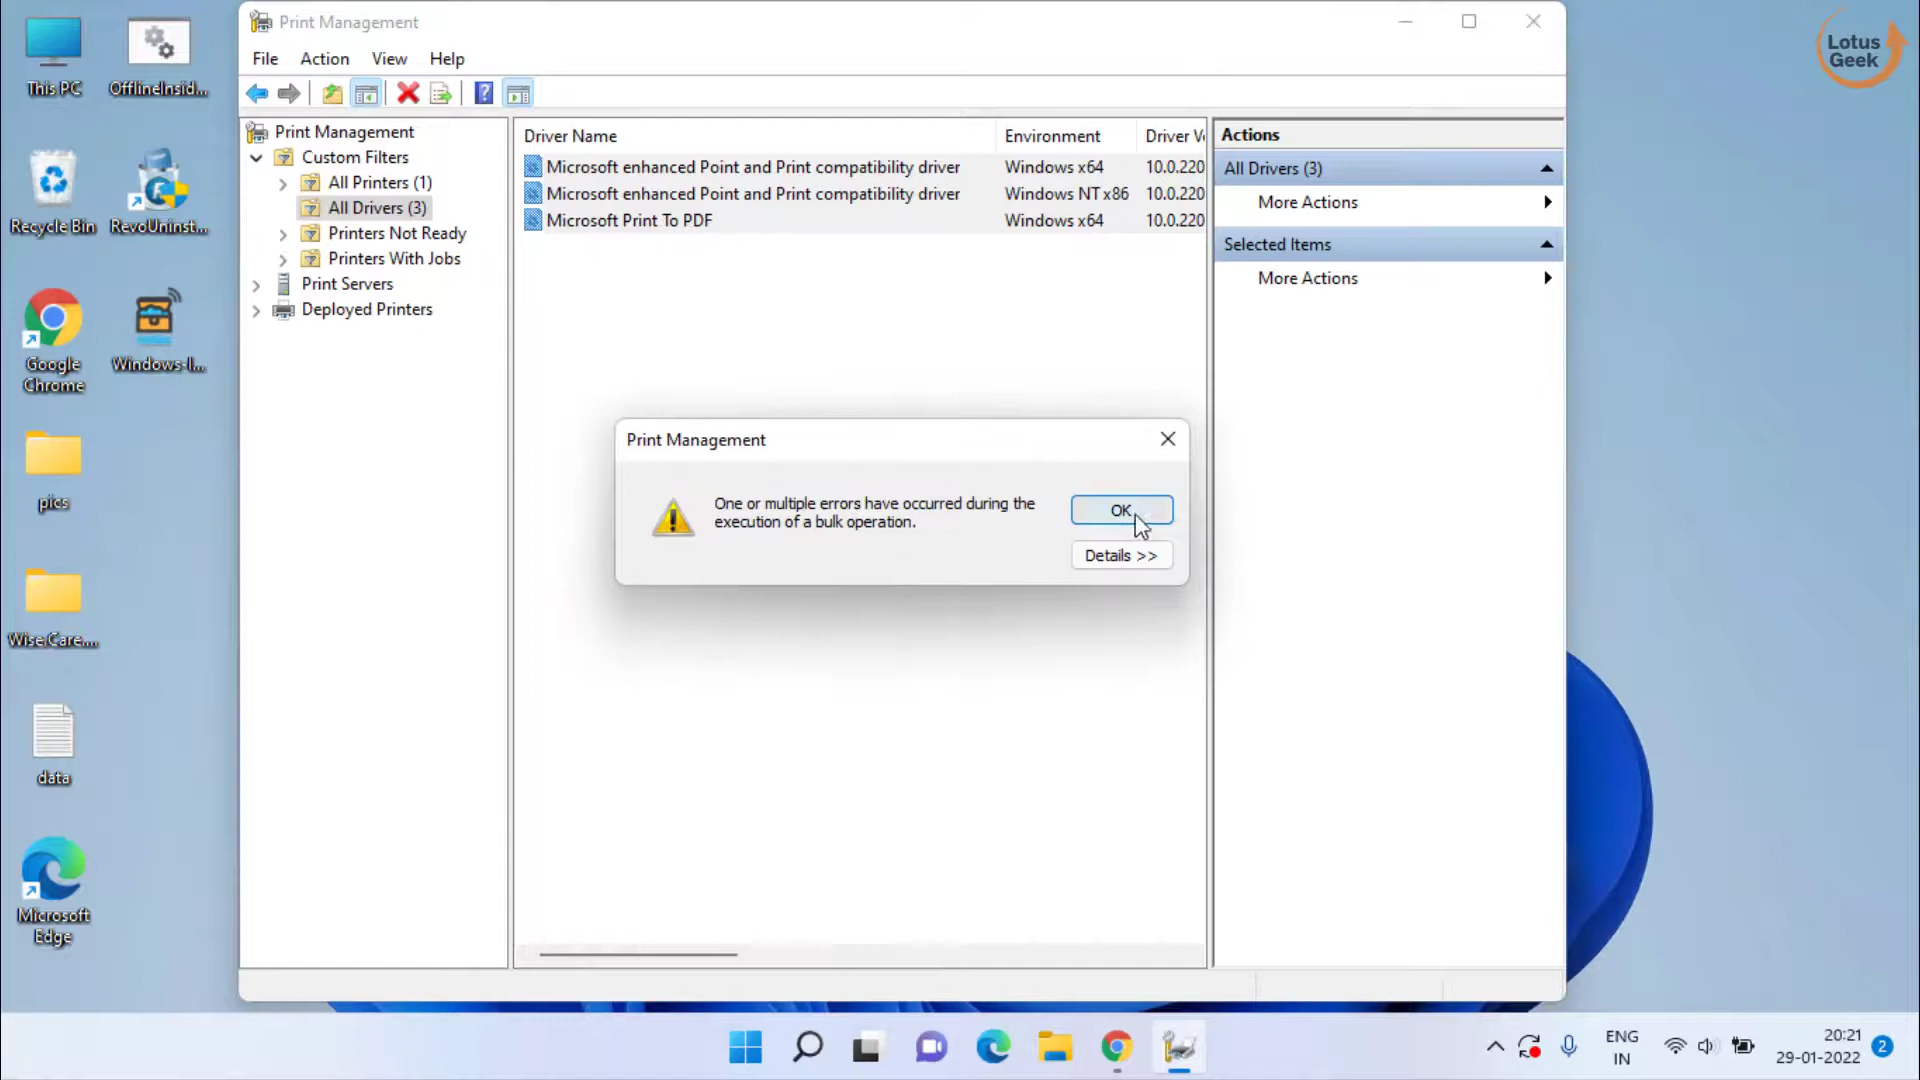 This PC
OfflineInsid...
Recycle Bin
RevoUninst...
Google
Chrome
Windows-I...
pics
Wise.Care....
data
Microsoft
Edge
Print Management
File
Action
View
Help
Print Management
Custom Filters
All Printers (1)
All Drivers (3)
Printers Not Ready
Printers With Jobs
Print Servers
Deployed Printers
Driver Name
Environment
Driver V
Microsoft enhanced Point and Print compatibility driver
Windows x64
10.0.220
Microsoft enhanced Point and Print compatibility driver
Windows NT x86
10.0.220
Microsoft Print To PDF
Windows x64
10.0.220
Actions
All Drivers (3)
More Actions
Selected Items
More Actions
Print Management
One or multiple errors have occurred during the
execution of a bulk operation.
OK
Details >>
Lotus
Geek
ENG
IN
20:21
29-01-2022
2